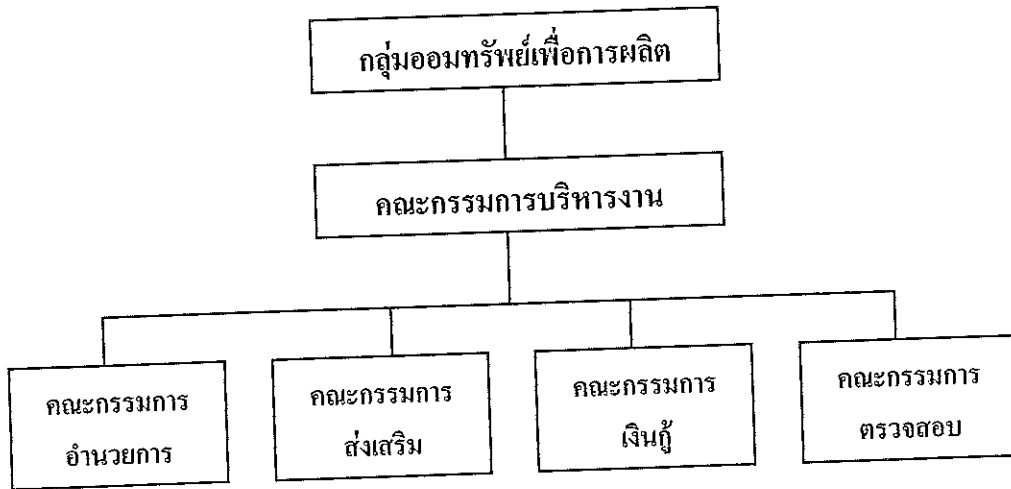 กลุ่มออมทรัพย์เพื่อการผลิต
คณะกรรมการบริหารงาน
คณะกรรมการ
อำนวยการ
คณะกรรมการ
ส่งเสริม
คณะกรรมการ
เงินกู้
คณะกรรมการ
ตรวจสอบ